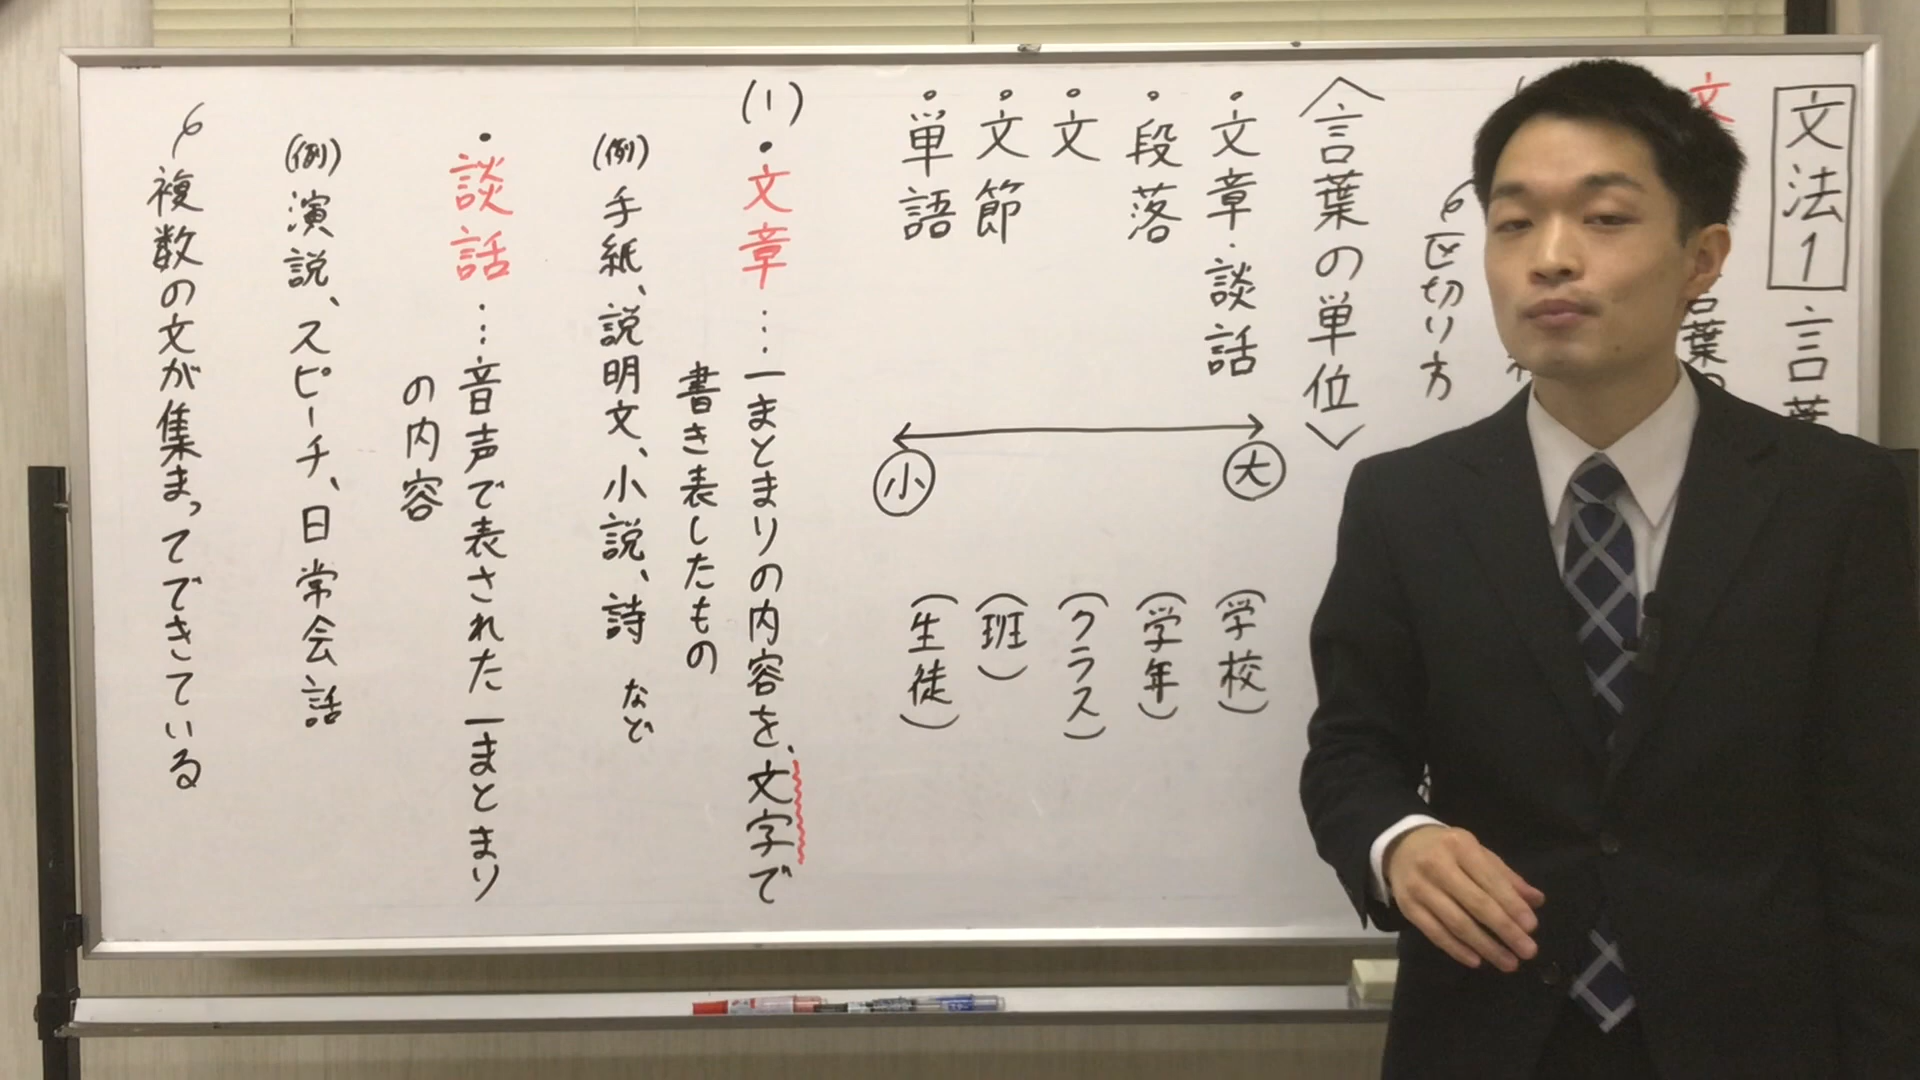 文法1
言葉
文
言葉の
区切り方
〈言葉の単位〉
・文章・談話
大
(学校)
・段落
(学年)
・文
(クラス)
・文節
(班)
・単語
小
(生徒)
(1)・文章…一まとまりの内容を、文字で
書き表したもの
(例)手紙、説明文、小説、詩 など
・談話…音声で表された一まとまり
の内容
(例)演説、スピーチ、日常会話
複数の文が集まってできている